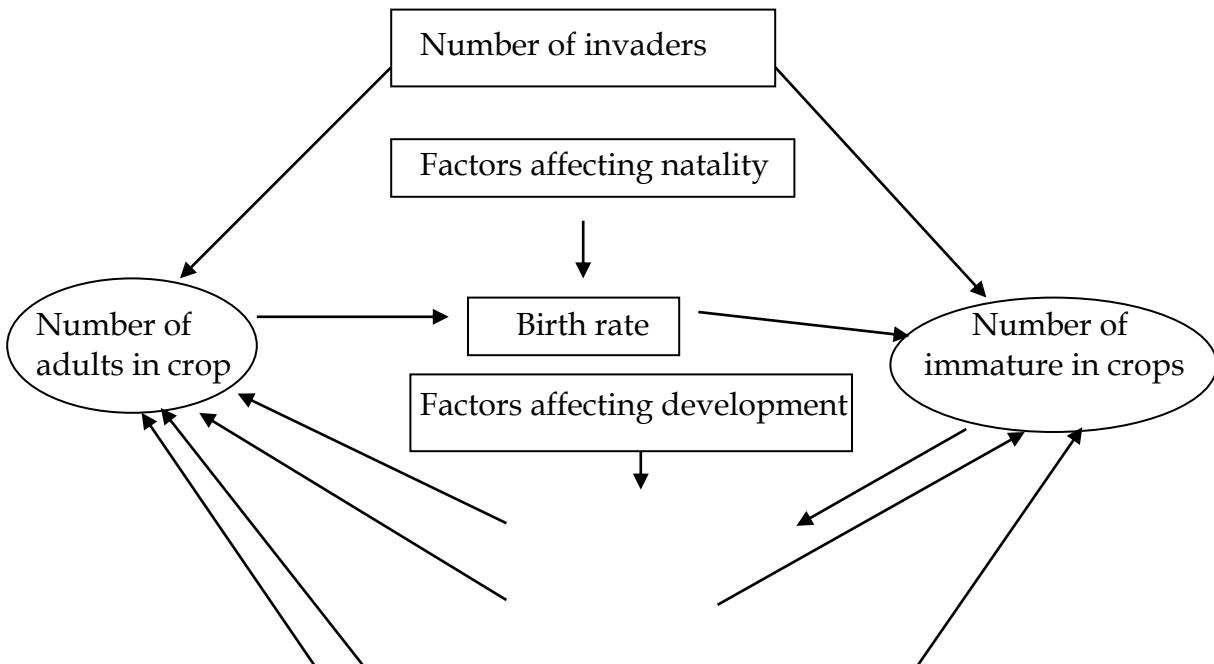 Number of invaders
Factors affecting natality
Number of
adults in crop
Birth rate
Number of
immature in crops
Factors affecting development